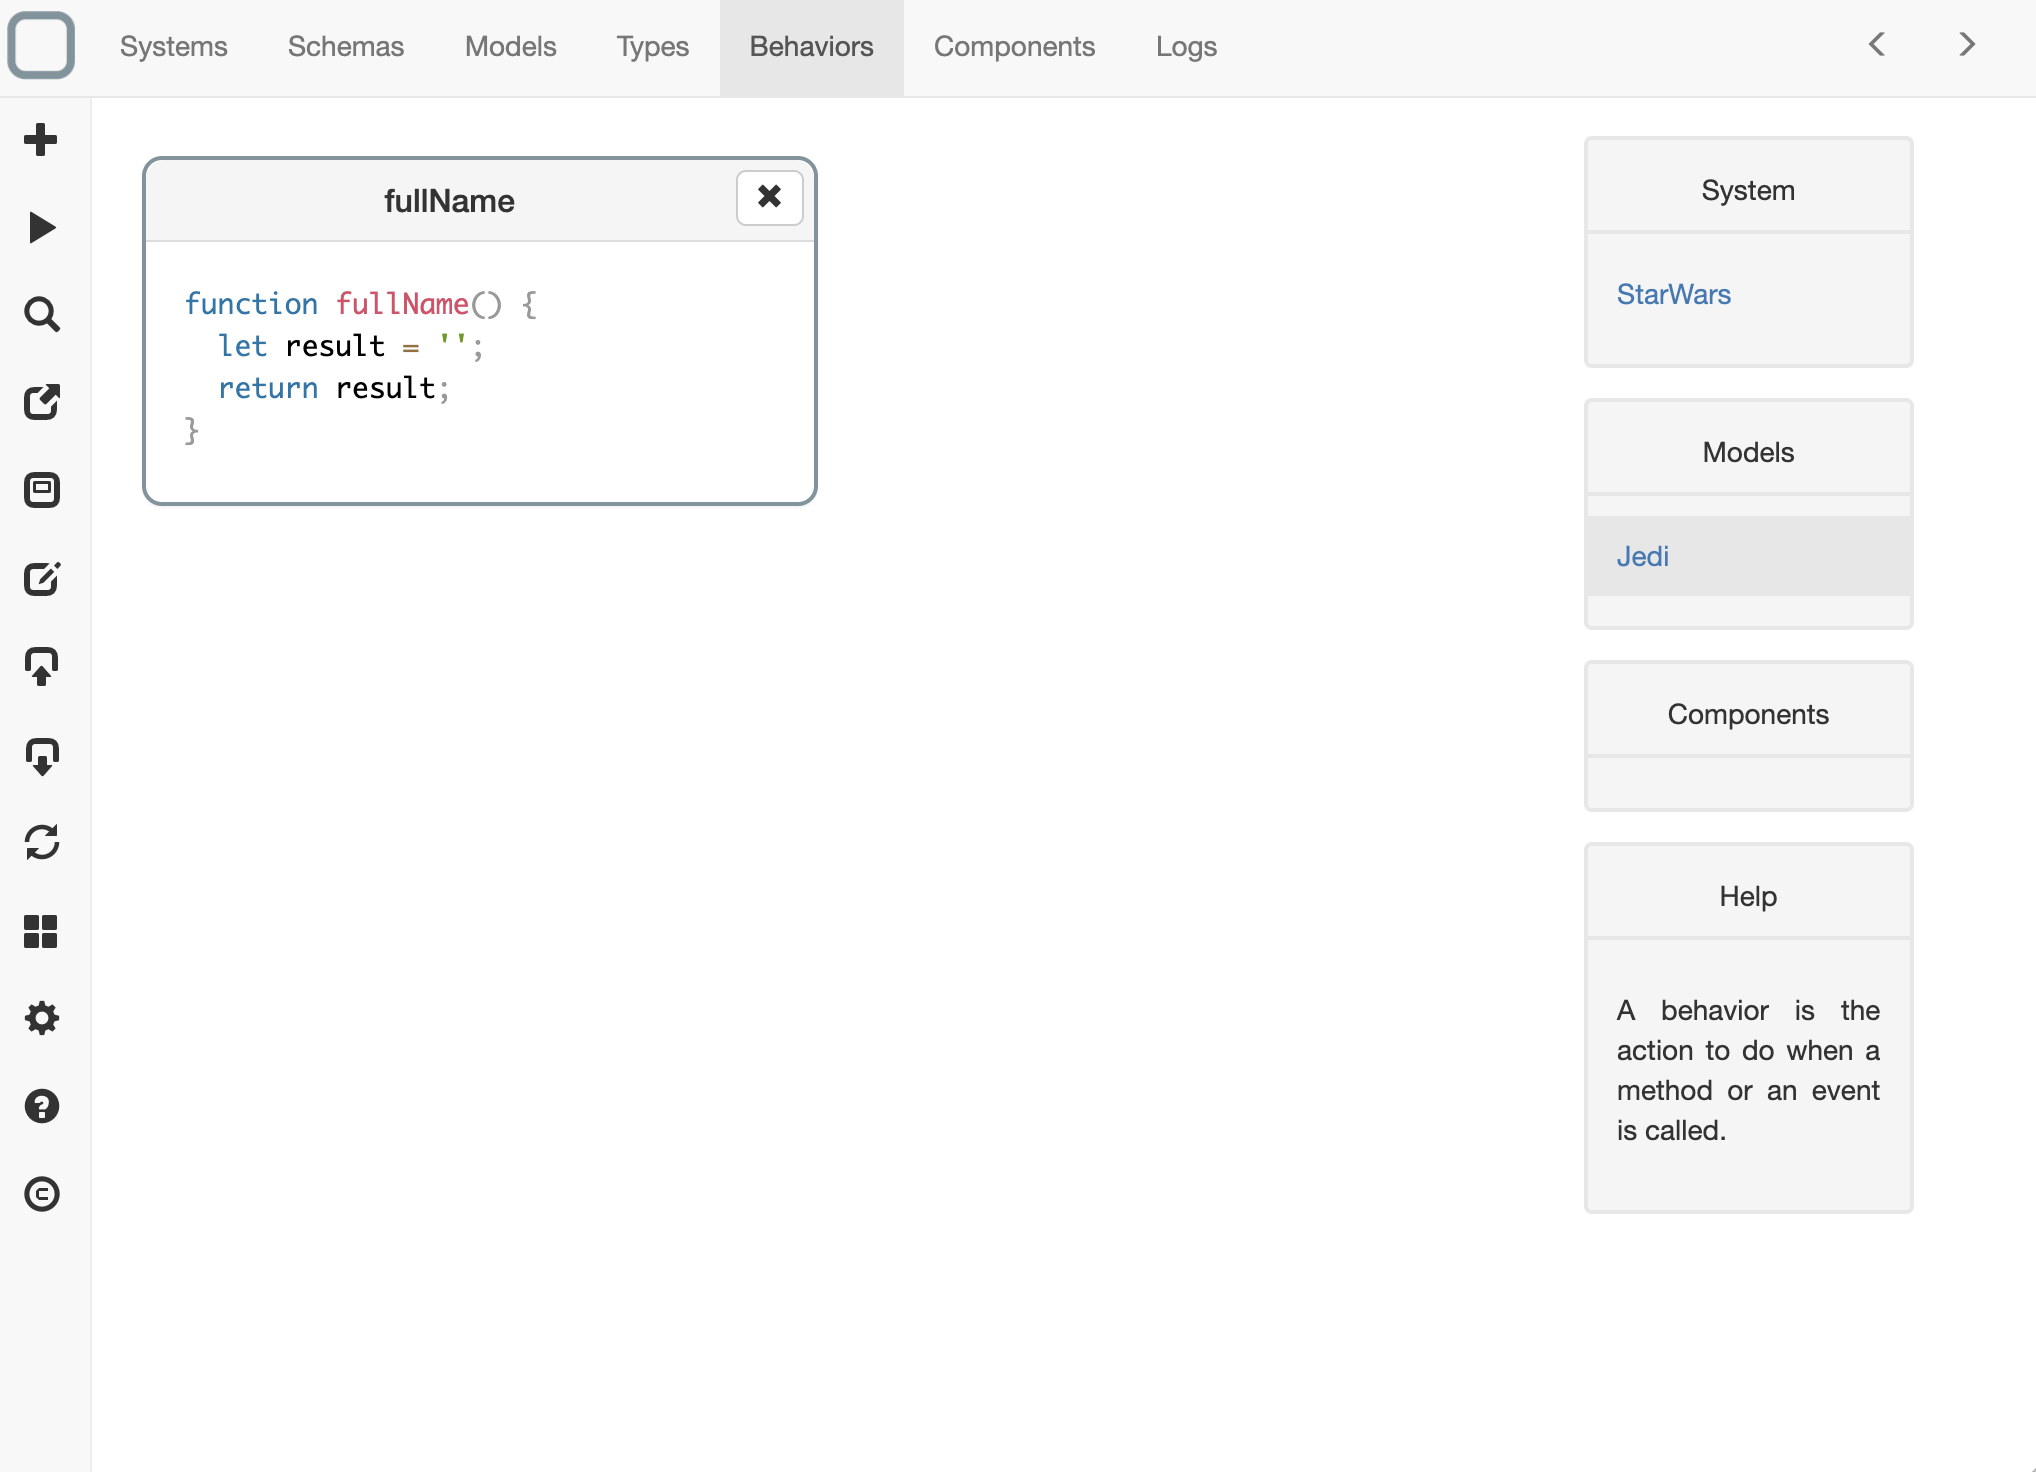 Systems Schemas Models Types Behaviors Components Logs
fullName
function fullName() {
  let result = '';
  return result;
}
System
StarWars
Models
Jedi
Components
Help
A behavior is the
action to do when a
method or an event
is called.